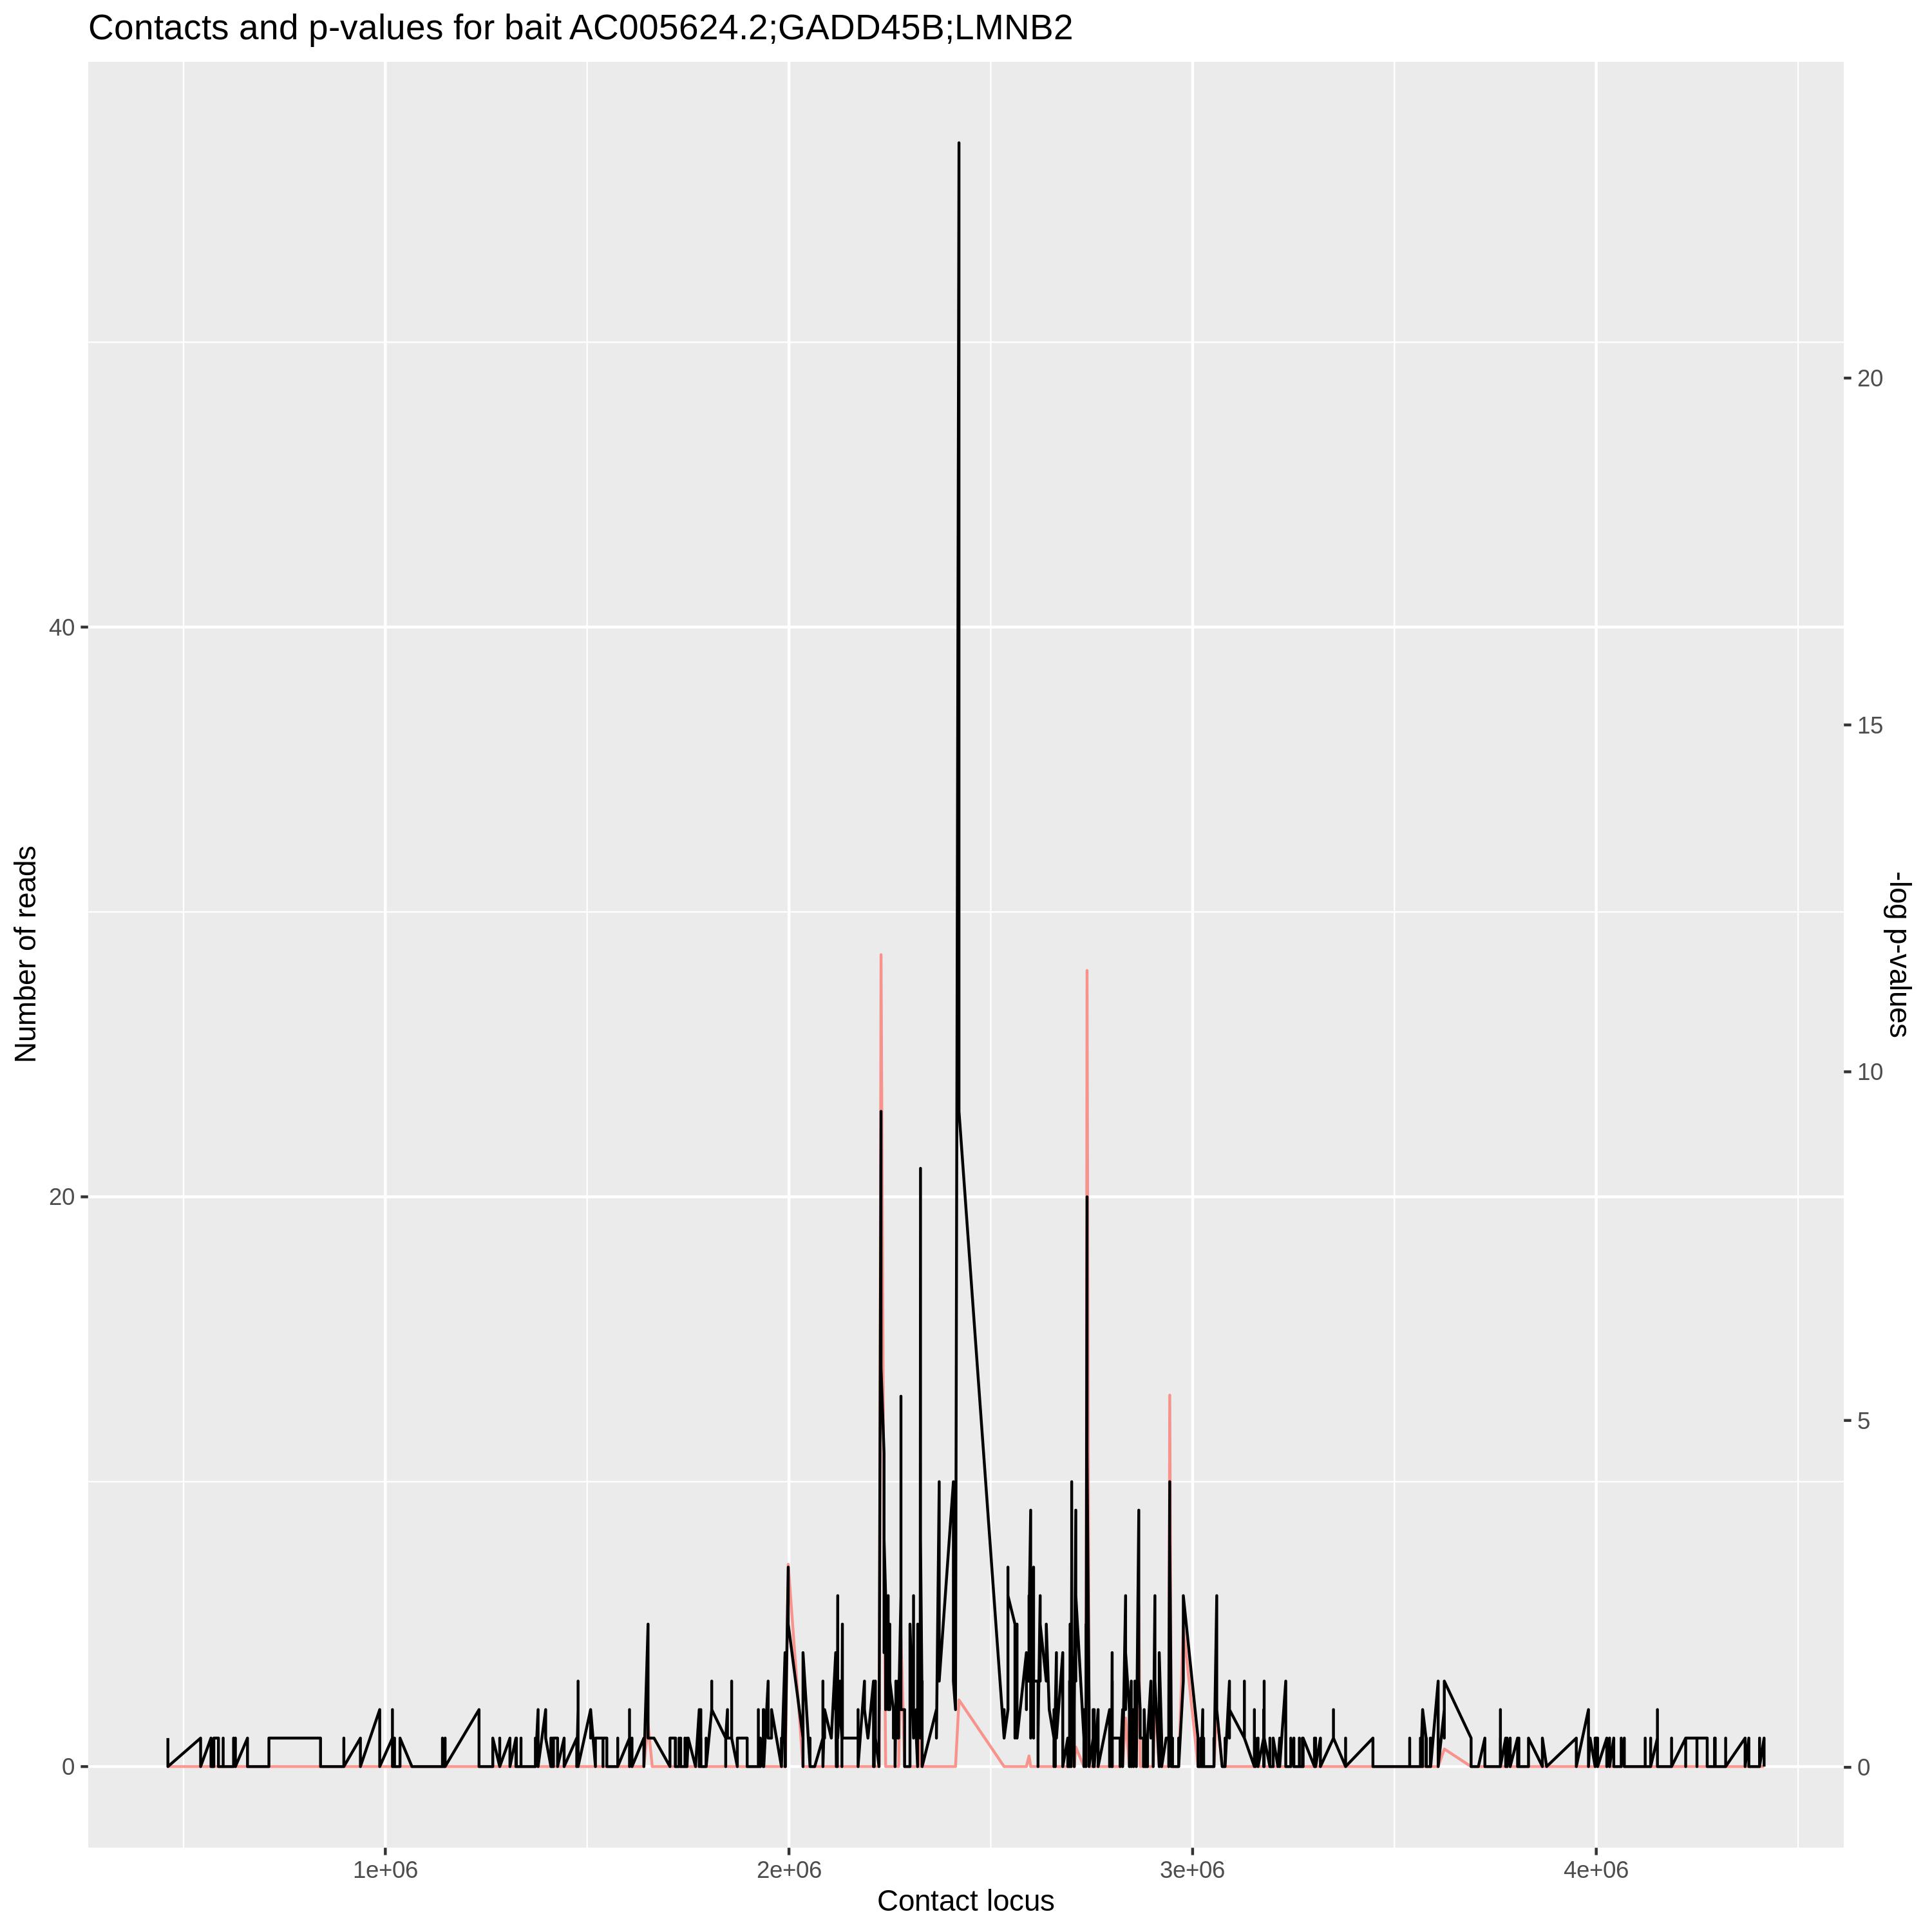 Contacts and p-values for bait AC005624.2;GADD45B;LMNB2
Number of reads
40
20
0
20
15
10
5
0
-log p-values
1e+06
2e+06
3e+06
4e+06
Contact locus